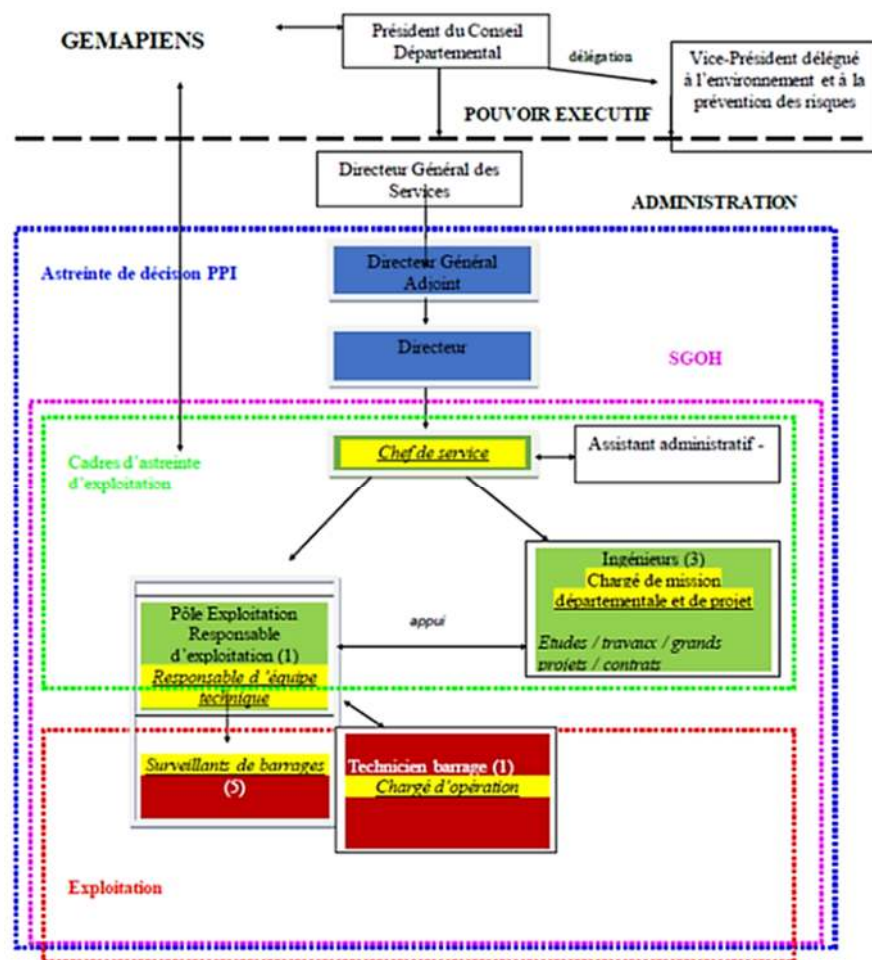 GEMAPIENS
Président du Conseil
Départemental
délégation
Vice-Président délégué
à l'environnement et à la
prévention des risques
POUVOIR EXECUTIF
Directeur Général des
Services
ADMINISTRATION
Astreinte de décision PPI
Directeur Général
Adjoint
Directeur
SGOH
Cadres d'astreinte
d'exploitation
Chef de service
Assistant administratif -
Ingénieurs (3)
Chargé de mission
départementale et de projet
Etudes / travaux / grands
projets / contrats
Pôle Exploitation
Responsable
d'exploitation (1)
Responsable d 'équipe
technique
appui
Surveillants de barrages
(5)
Technicien barrage (1)
Chargé d'opération
Exploitation